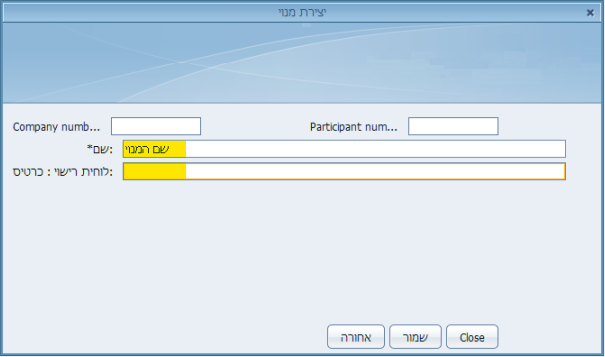 יצירת מנוי
Company numb... Participant num...
*שם:
שם המנוי
לוחית רישוי : כרטיס:
אחורה שמור Close